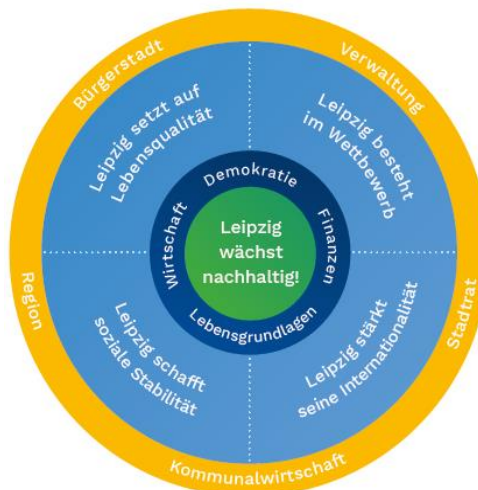 Bürgerstadt
Verwaltung
Leipzig setzt auf
Lebensqualität
Leipzig besteht
im Wettbewerb
Demokratie
Wirtschaft
Finanzen
Leipzig
wächst
nachhaltig!
Lebensgrundlagen
Region
Stadtrat
Leipzig schafft
soziale Stabilität
Leipzig stärkt
seine Internationalität
Kommunalwirtschaft